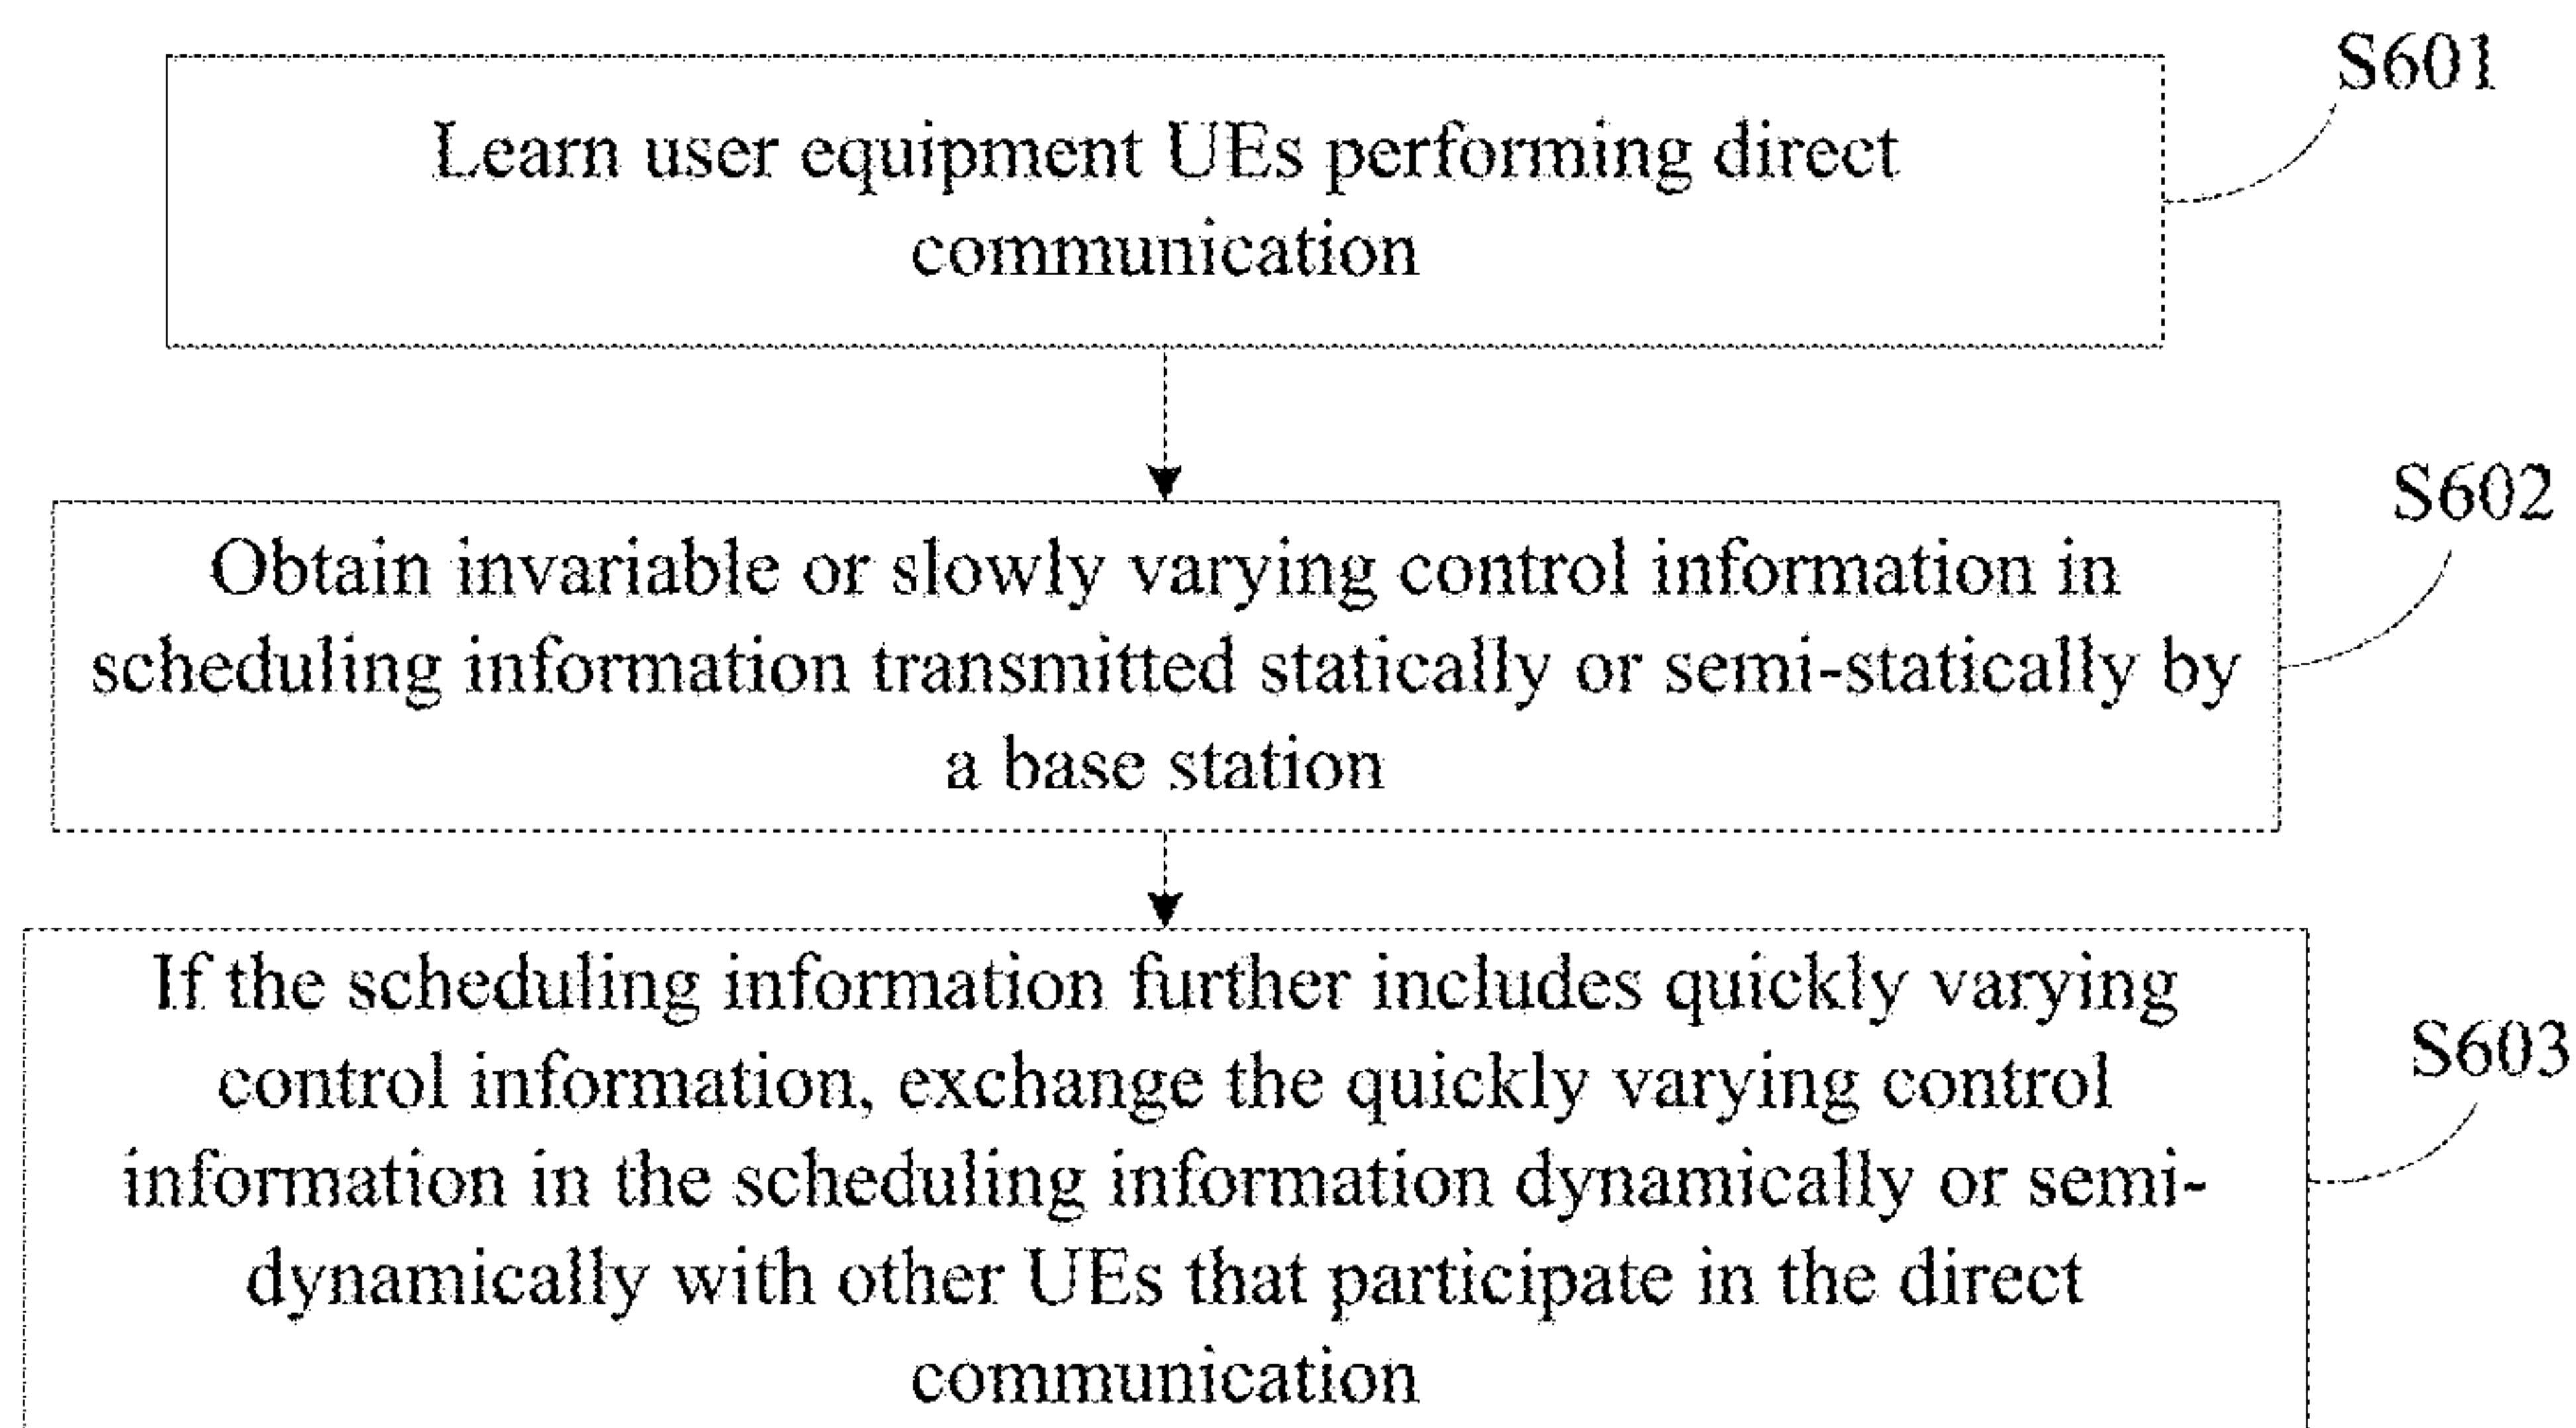 S601
Learn user equipment UEs performing direct
communication
S602
Obtain invariable or slowly varying control information in
scheduling information transmitted statically or semi-statically by
a base station
If the scheduling information further includes quickly varying
control information, exchange the quickly varying control
information in the scheduling information dynamically or semi-
dynamically with other UEs that participate in the direct
communication
S603